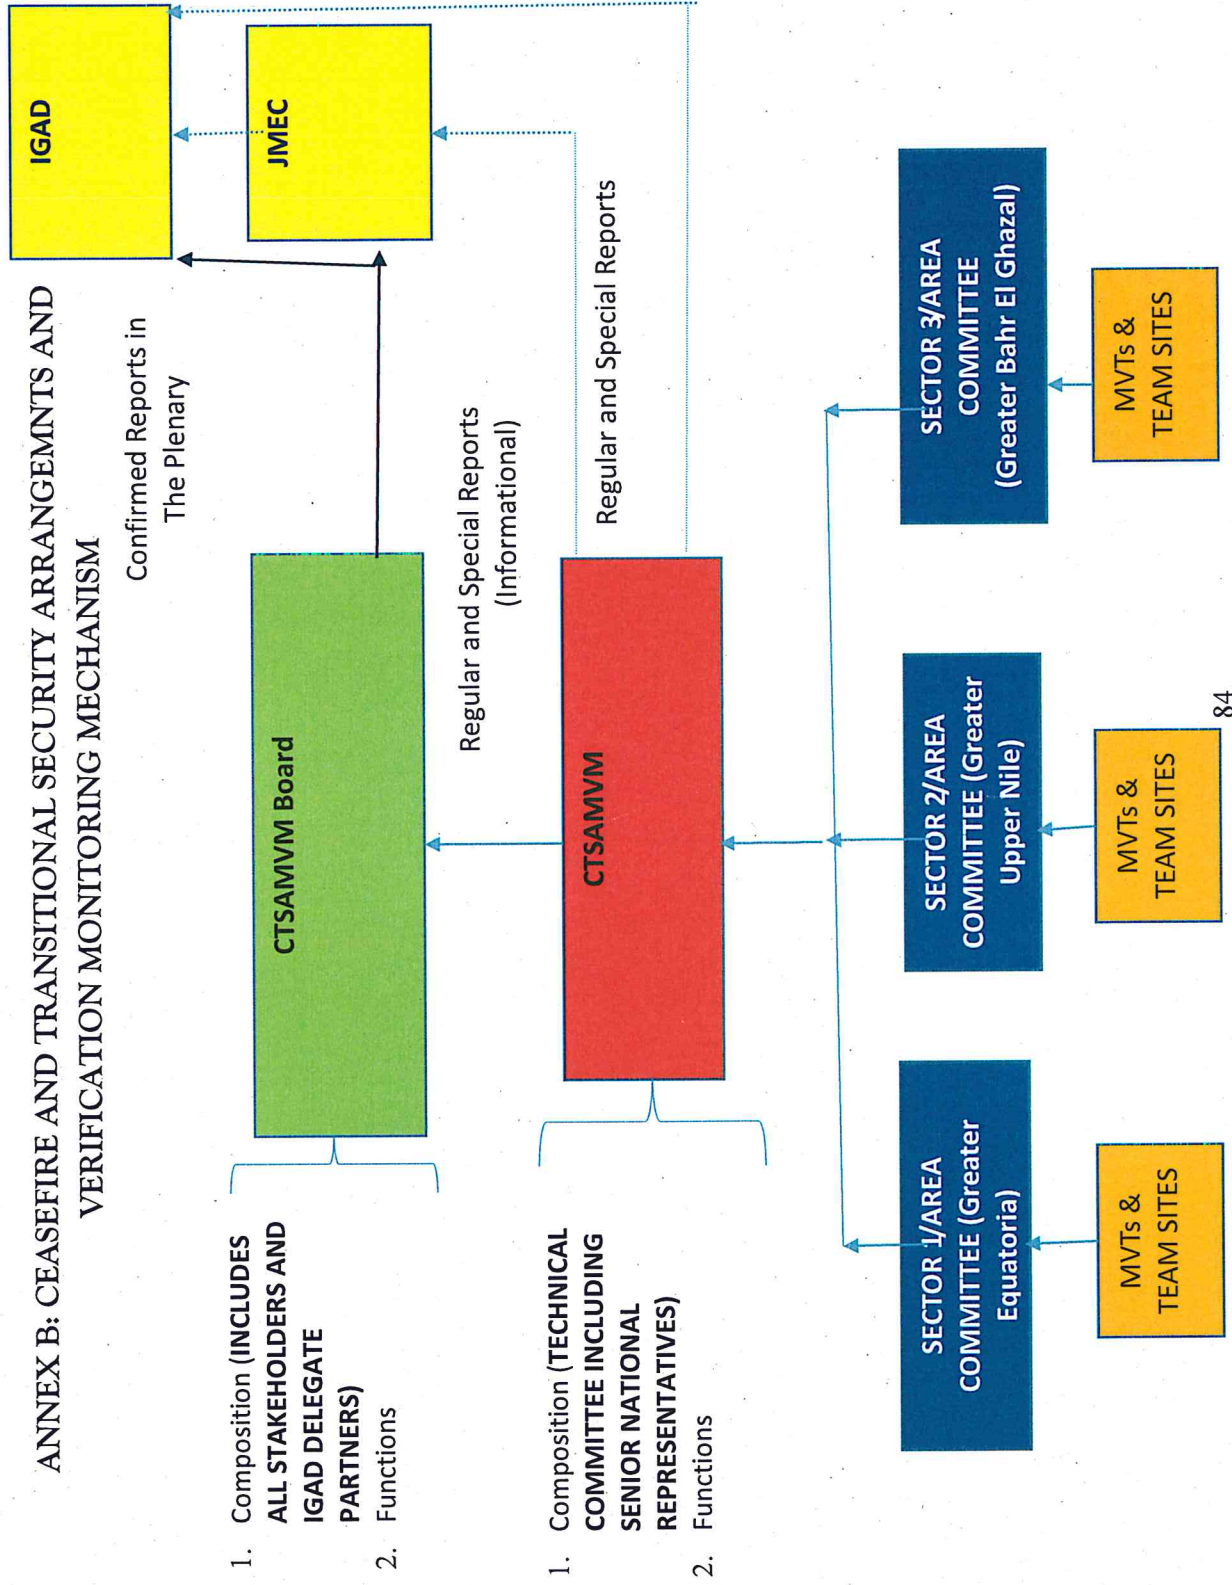 ANNEX B: CEASEFIRE AND TRANSITIONAL SECURITY ARRANGEMNTS AND
VERIFICATION MONITORING MECHANISM
IGAD
Confirmed Reports in
The Plenary
JMEC
1. Composition (INCLUDES
ALL STAKEHOLDERS AND
IGAD DELEGATE
PARTNERS)
2. Functions
CTSAMVM Board
Regular and Special Reports
(Informational)
Regular and Special Reports
1. Composition (TECHNICAL
COMMITTEE INCLUDING
SENIOR NATIONAL
REPRESENTATIVES)
2. Functions
CTSAMVM
SECTOR 1/AREA
COMMITTEE (Greater
Equatoria)
SECTOR 2/AREA
COMMITTEE (Greater
Upper Nile)
SECTOR 3/AREA
COMMITTEE
(Greater Bahr El Ghazal)
MVTs &
TEAM SITES
MVTs &
TEAM SITES
MVTs &
TEAM SITES
84